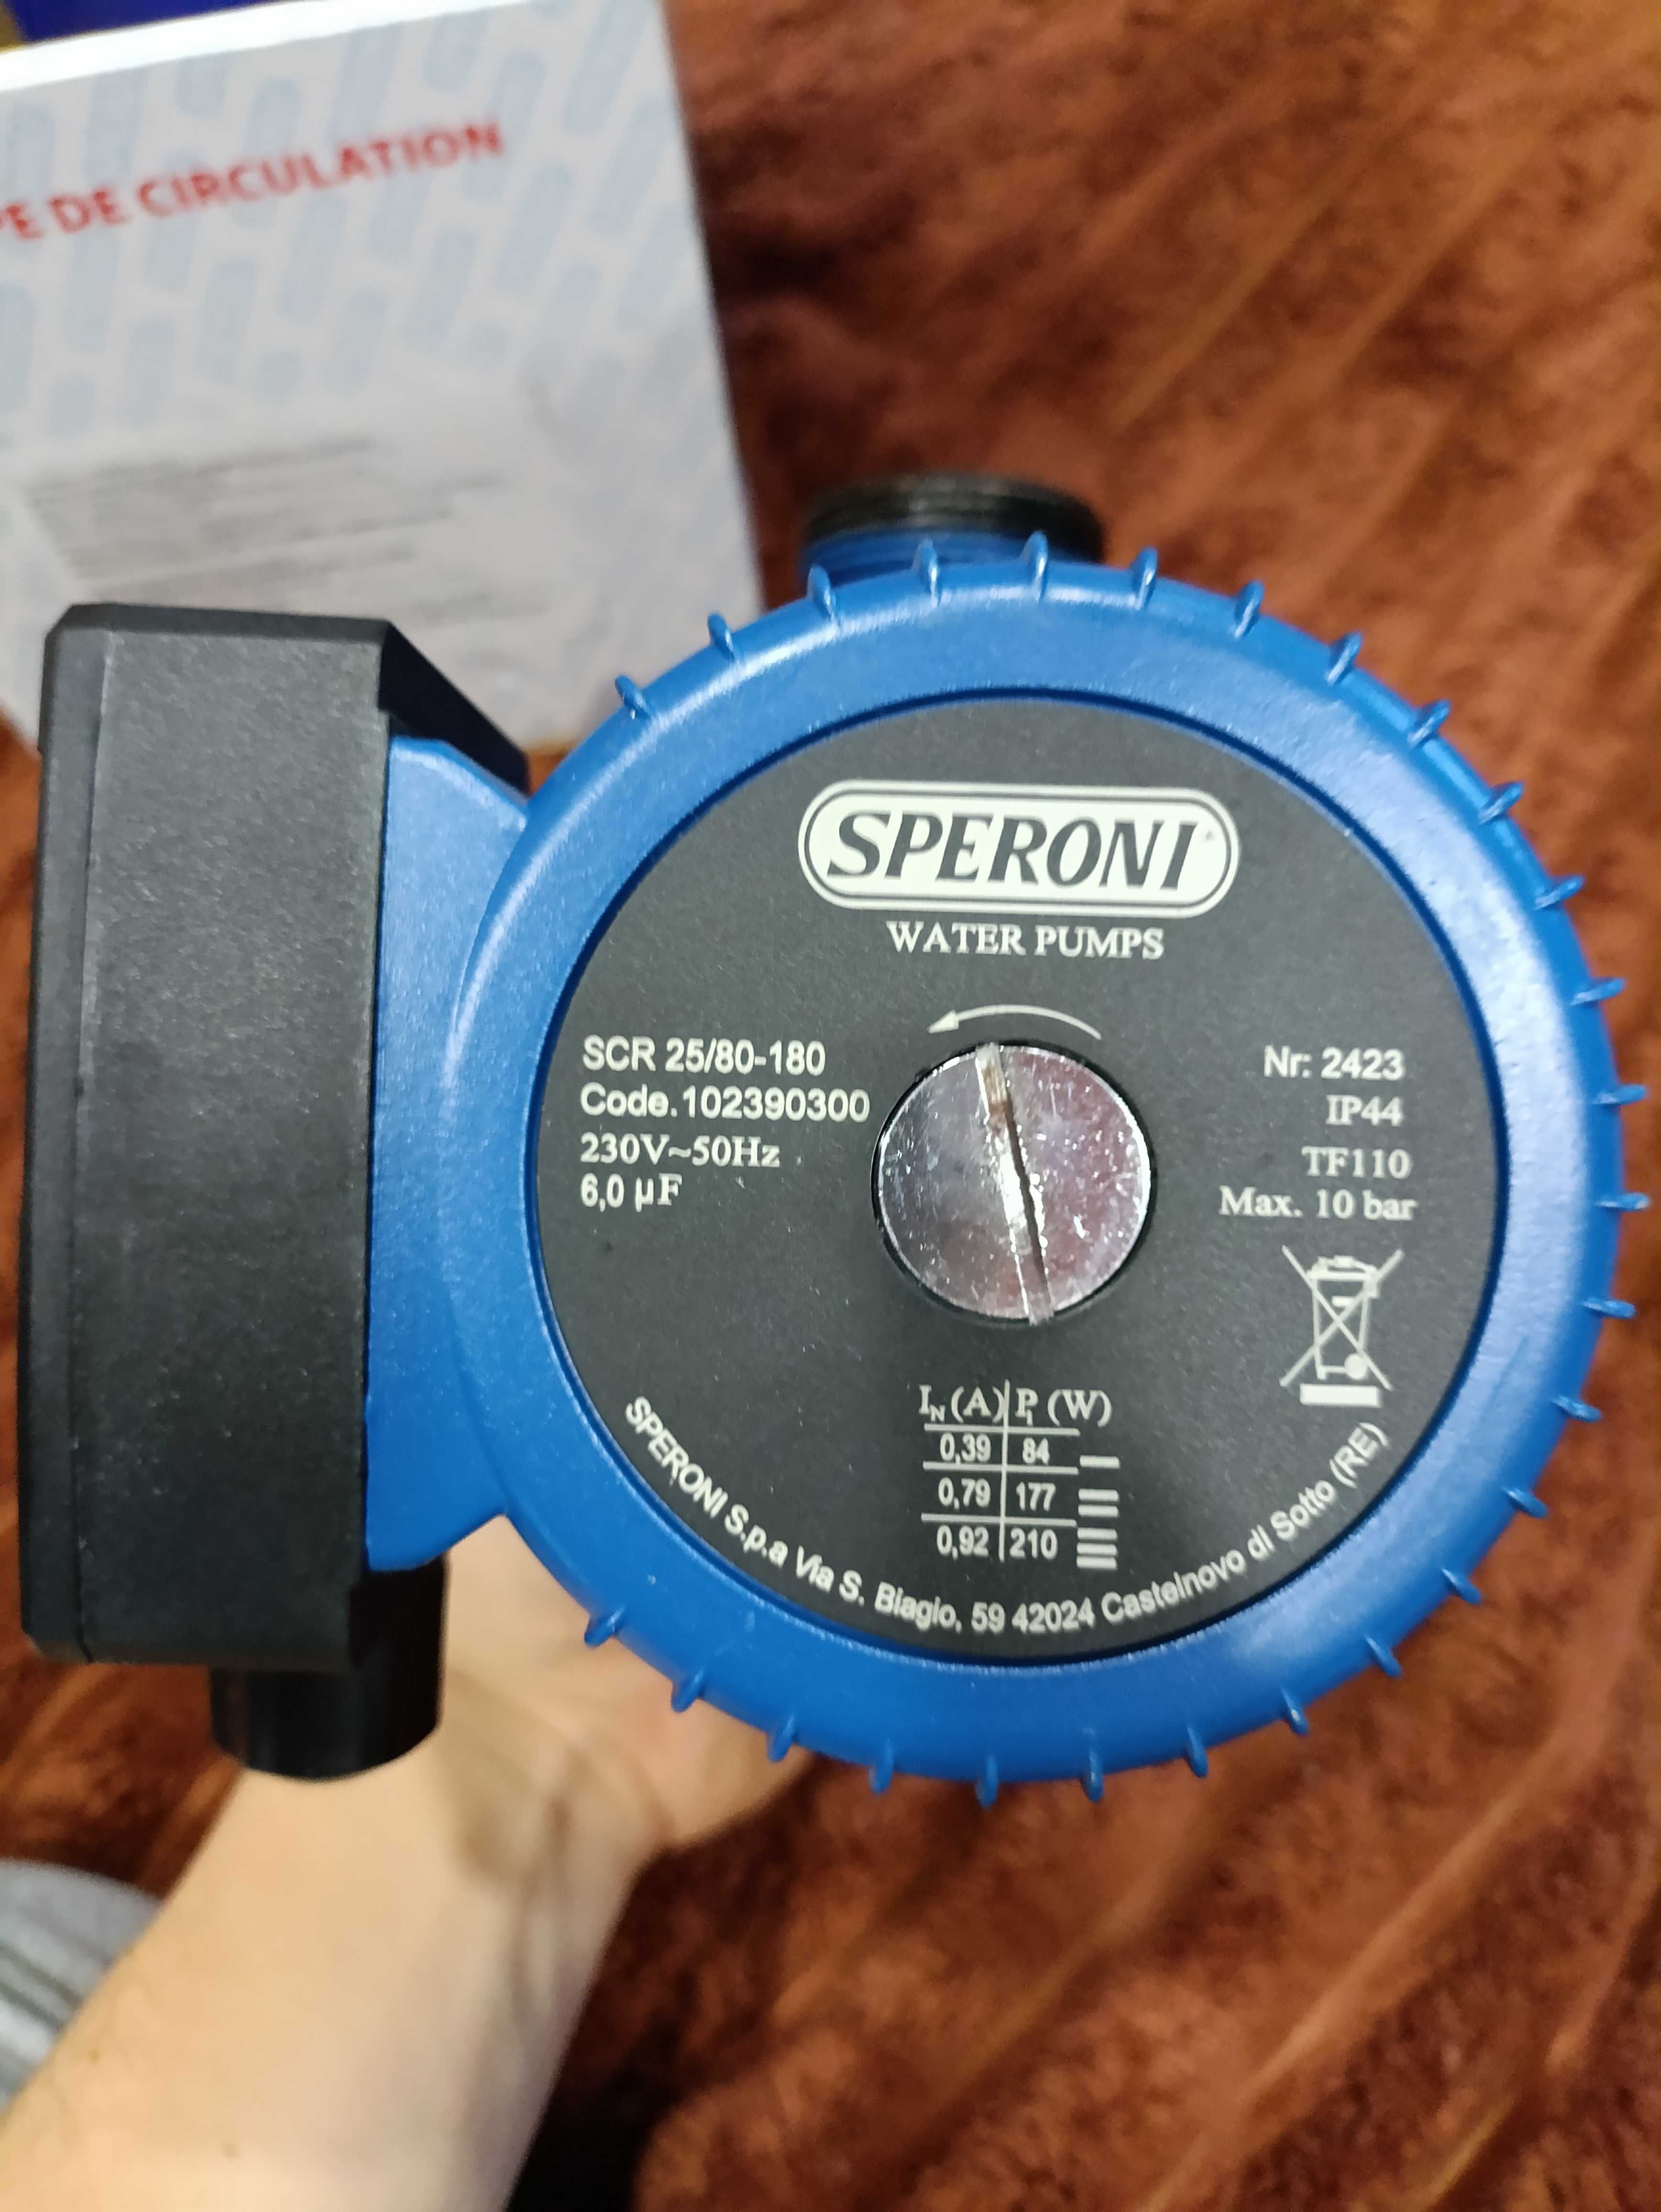 PE DE CIRCULATION
SPERONI
WATER PUMPS
SCR 25/80-180
Code.102390300
230V~50Hz
6,0 µF
Nr: 2423
IP44
TF110
Max. 10 bar
I_N (A) P₁ (W)
0,39 84
0,79 177
0,92 210
SPERONI S.p.a Via S. Biagio, 59 42024 Castelnovo di Sotto (RE)